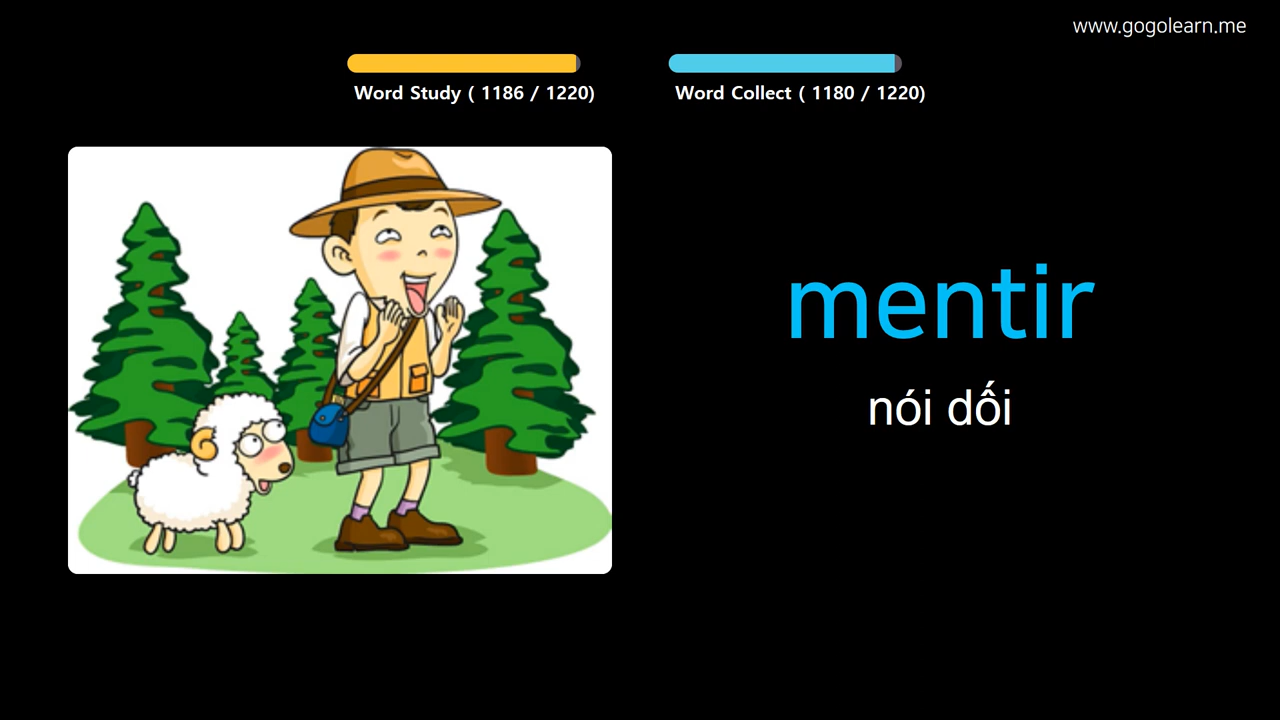 www.gogolearn.me
Word Study ( 1186 / 1220)
Word Collect ( 1180 / 1220)
mentir
nói dối